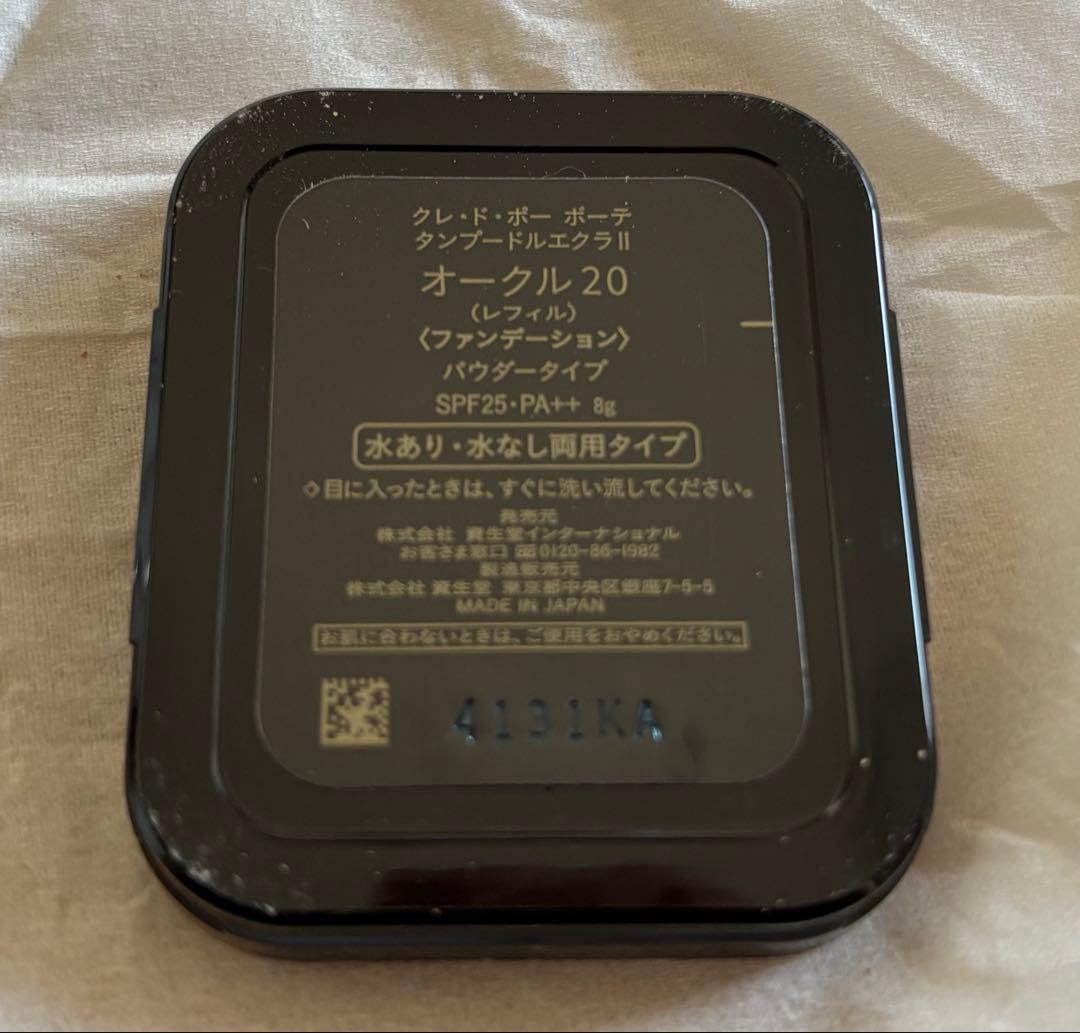 クレ・ド・ポー ボーテ
タンプードルエクラⅡ
オークル20
（レフィル）
〈ファンデーション〉
パウダータイプ
SPF25・PA++ 8g
水あり・水なし両用タイプ
◇目に入ったときは、すぐに洗い流してください。
発売元
株式会社 資生堂インターナショナル
お客さま窓口 0120-86-1982
製造販売元
株式会社 資生堂 東京都中央区銀座7-5-5
MADE IN JAPAN
お肌に合わないときは、ご使用をおやめください。
4131KA